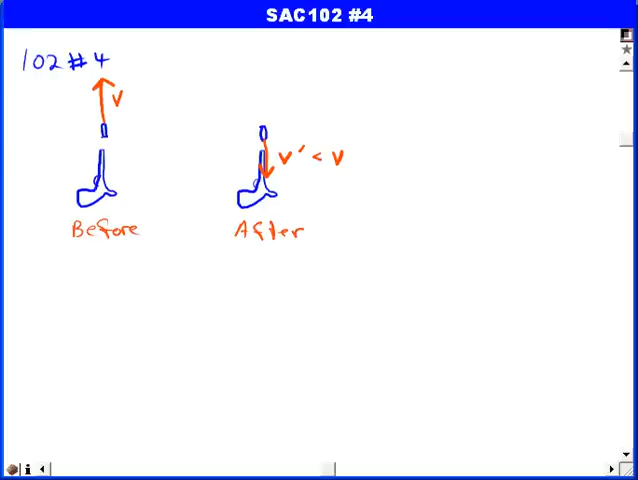 SAC102 #4
102 #4
V
V' < V
Before
After